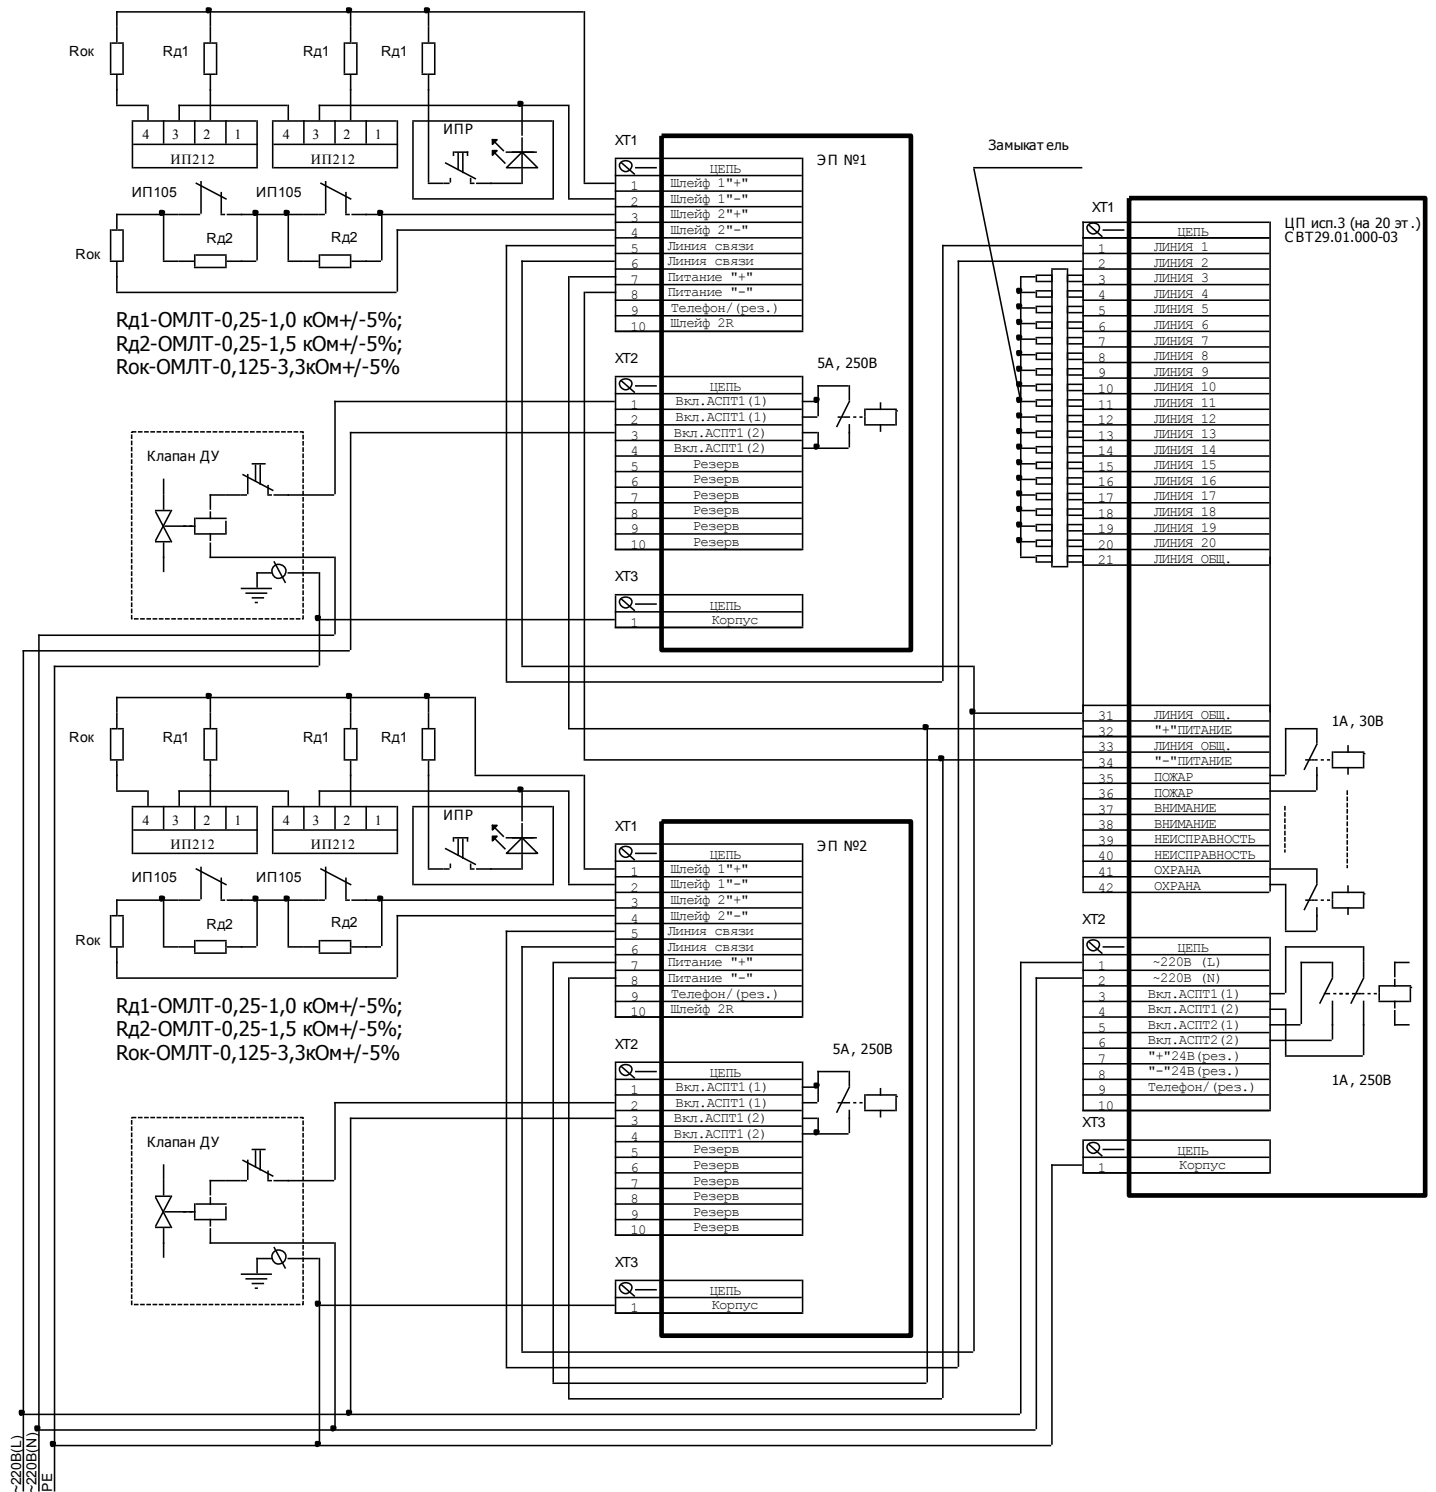 Rок
Rд1
Rд1
Rд1
4 3 2 1
ИП212
4 3 2 1
ИП212
ИПР
ИП105
ИП105
Rд2
Rд2
Rок
Rд1-ОМЛТ-0,25-1,0 кОм+/-5%;
Rд2-ОМЛТ-0,25-1,5 кОм+/-5%;
Rок-ОМЛТ-0,125-3,3кОм+/-5%
Клапан ДУ
ЭП №1
XT1
ЦЕПЬ
1 Шлейф 1"+"
2 Шлейф 1"-"
3 Шлейф 2"+"
4 Шлейф 2"-"
5 Линия связи
6 Линия связи
7 Питание "+"
8 Питание "-"
9 Телефон/(рез.)
10 Шлейф 2R
XT2
5А, 250В
ЦЕПЬ
1 Вкл.АСПТ1(1)
2 Вкл.АСПТ1(1)
3 Вкл.АСПТ1(2)
4 Вкл.АСПТ1(2)
5 Резерв
6 Резерв
7 Резерв
8 Резерв
9 Резерв
10 Резерв
XT3
ЦЕПЬ
1 Корпус
Rок
Rд1
Rд1
Rд1
4 3 2 1
ИП212
4 3 2 1
ИП212
ИПР
ИП105
ИП105
Rд2
Rд2
Rок
Rд1-ОМЛТ-0,25-1,0 кОм+/-5%;
Rд2-ОМЛТ-0,25-1,5 кОм+/-5%;
Rок-ОМЛТ-0,125-3,3кОм+/-5%
Клапан ДУ
ЭП №2
XT1
ЦЕПЬ
1 Шлейф 1"+"
2 Шлейф 1"-"
3 Шлейф 2"+"
4 Шлейф 2"-"
5 Линия связи
6 Линия связи
7 Питание "+"
8 Питание "-"
9 Телефон/(рез.)
10 Шлейф 2R
XT2
5А, 250В
ЦЕПЬ
1 Вкл.АСПТ1(1)
2 Вкл.АСПТ1(1)
3 Вкл.АСПТ1(2)
4 Вкл.АСПТ1(2)
5 Резерв
6 Резерв
7 Резерв
8 Резерв
9 Резерв
10 Резерв
XT3
ЦЕПЬ
1 Корпус
~220В(L)
~220В(N)
PE
Замыкатель
ЦП исп.3 (на 20 эт.)
СВТ29.01.000-03
XT1
ЦЕПЬ
1 ЛИНИЯ 1
2 ЛИНИЯ 2
3 ЛИНИЯ 3
4 ЛИНИЯ 4
5 ЛИНИЯ 5
6 ЛИНИЯ 6
7 ЛИНИЯ 7
8 ЛИНИЯ 8
9 ЛИНИЯ 9
10 ЛИНИЯ 10
11 ЛИНИЯ 11
12 ЛИНИЯ 12
13 ЛИНИЯ 13
14 ЛИНИЯ 14
15 ЛИНИЯ 15
16 ЛИНИЯ 16
17 ЛИНИЯ 17
18 ЛИНИЯ 18
19 ЛИНИЯ 19
20 ЛИНИЯ 20
21 ЛИНИЯ ОБЩ.
31 ЛИНИЯ ОБЩ.
32 "+"ПИТАНИЕ
33 ЛИНИЯ ОБЩ.
34 "-"ПИТАНИЕ
35 ПОЖАР
36 ПОЖАР
37 ВНИМАНИЕ
38 ВНИМАНИЕ
39 НЕИСПРАВНОСТЬ
40 НЕИСПРАВНОСТЬ
41 ОХРАНА
42 ОХРАНА
1А, 30В
XT2
ЦЕПЬ
1 ~220В (L)
2 ~220В (N)
3 Вкл.АСПТ1(1)
4 Вкл.АСПТ1(2)
5 Вкл.АСПТ2(1)
6 Вкл.АСПТ2(2)
7 "+"24В(рез.)
8 "-"24В(рез.)
9 Телефон/(рез.)
10
1А, 250В
XT3
ЦЕПЬ
1 Корпус